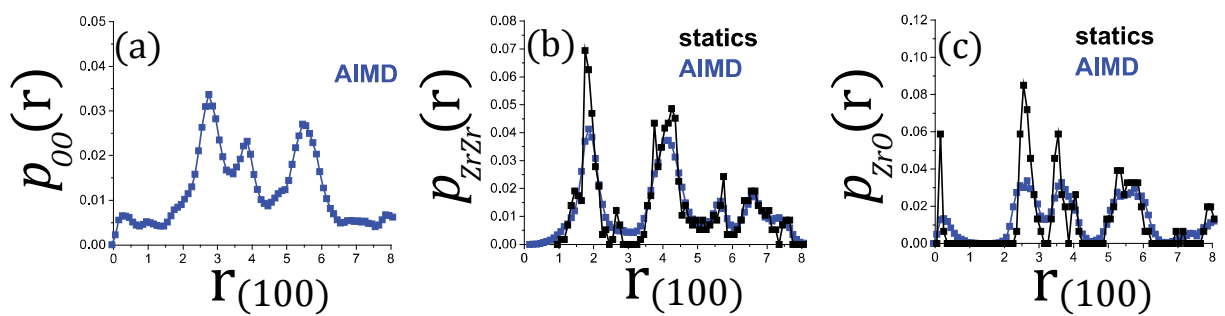 (a)
AIMD
p_OO(r)
0.05
0.04
0.03
0.02
0.01
0.00
0 1 2 3 4 5 6 7 8
r(100)
(b)
statics
AIMD
p_ZrZr(r)
0.08
0.07
0.06
0.05
0.04
0.03
0.02
0.01
0.00
0 1 2 3 4 5 6 7 8
r(100)
(c)
statics
AIMD
p_ZrO(r)
0.12
0.10
0.08
0.06
0.04
0.02
0.00
0 1 2 3 4 5 6 7 8
r(100)